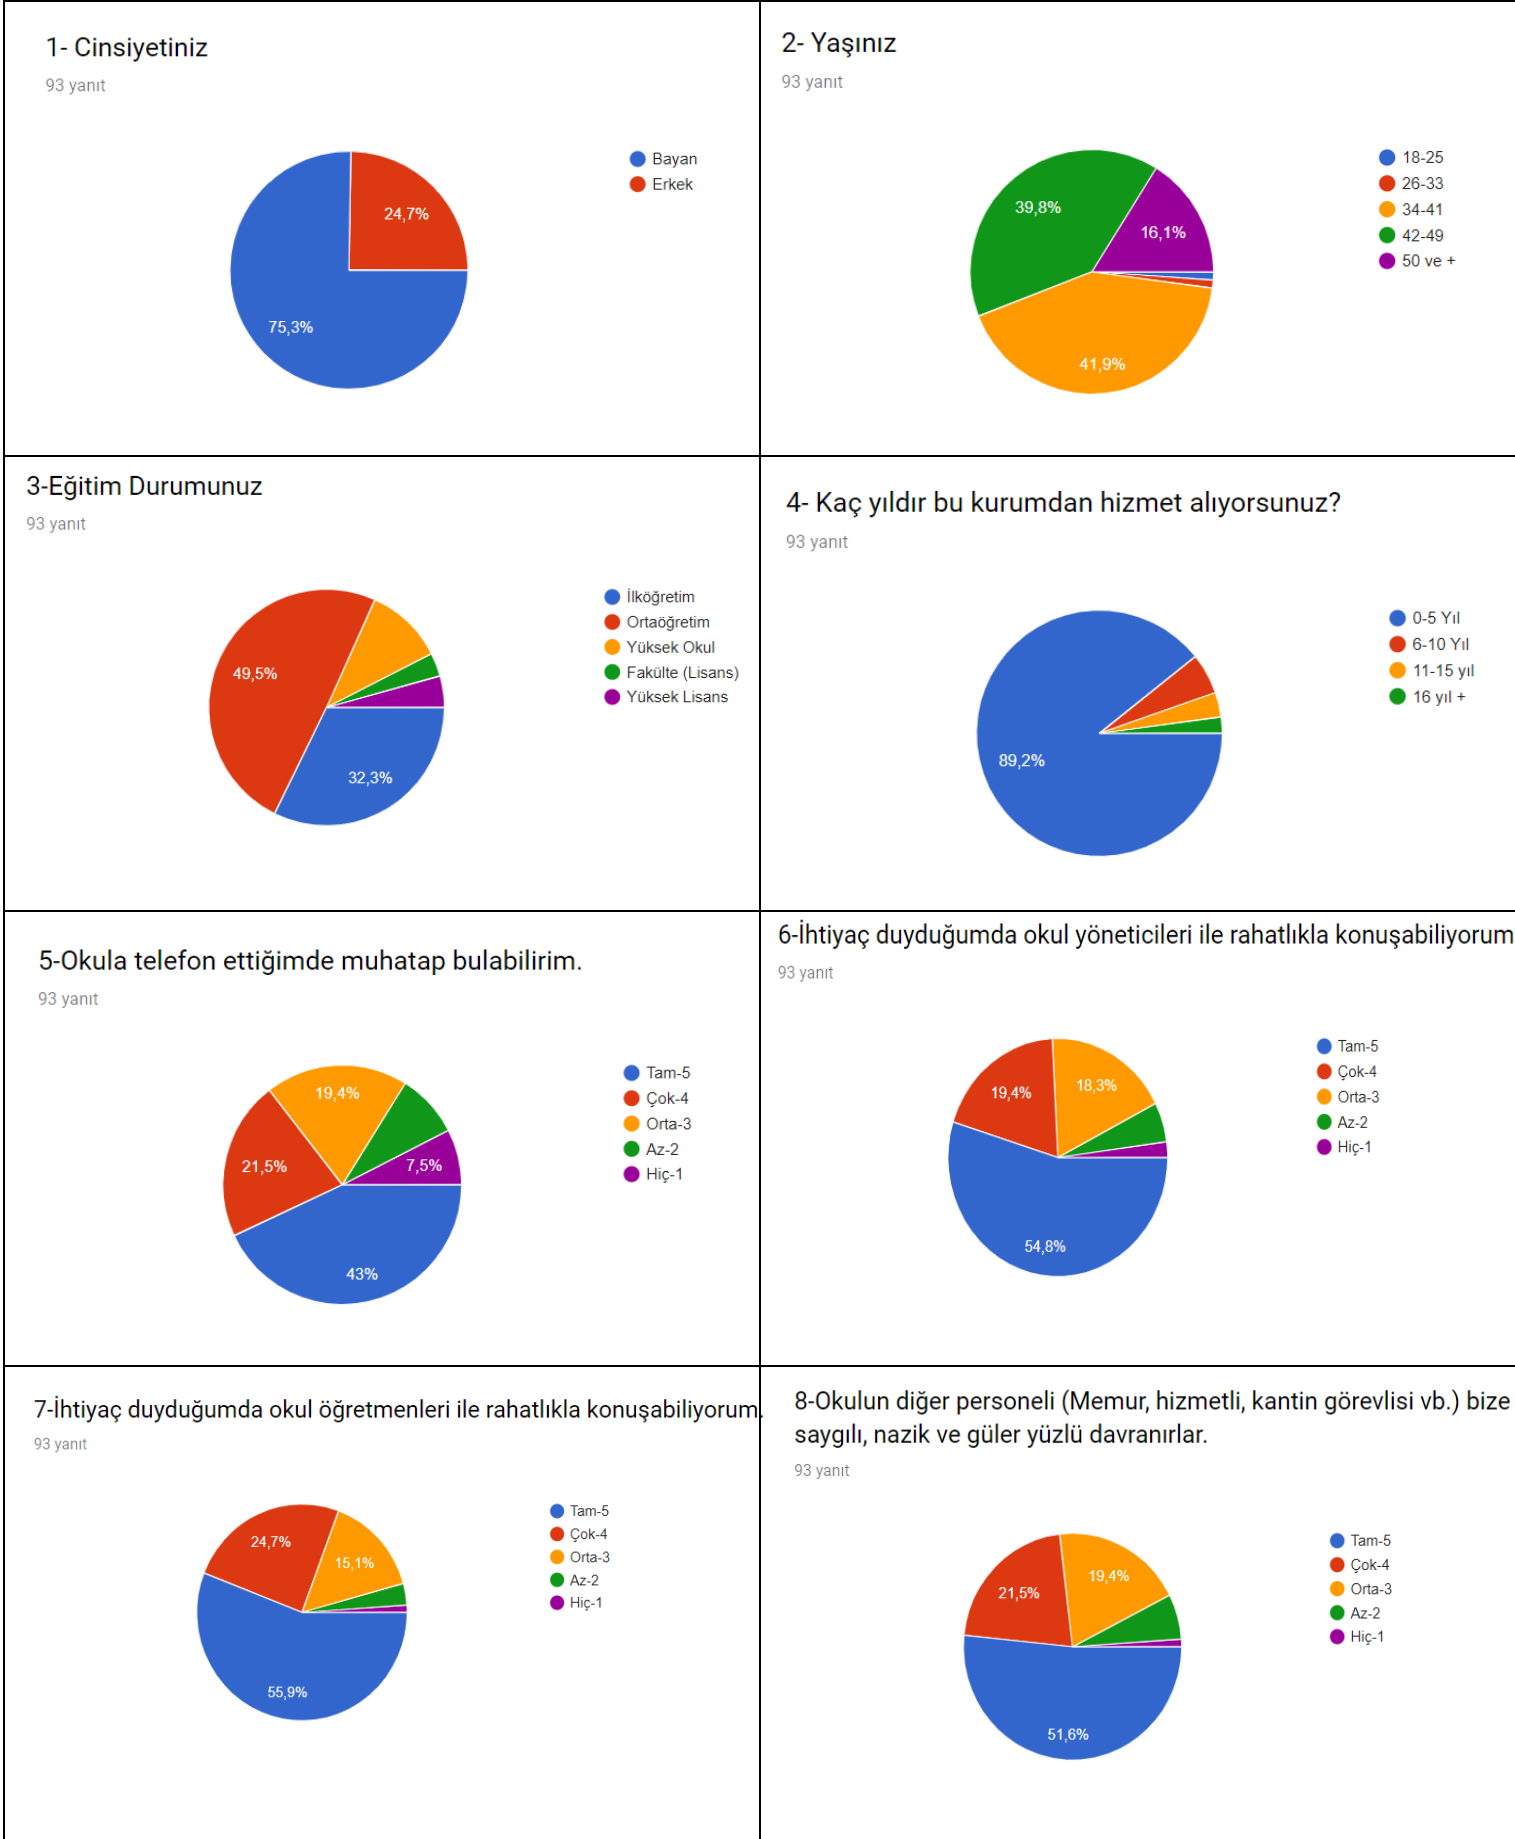 1- Cinsiyetiniz
93 yanıt
Bayan
Erkek
24,7%
75,3%
2- Yaşınız
93 yanıt
18-25
26-33
34-41
42-49
50 ve +
39,8%
16,1%
41,9%
3-Eğitim Durumunuz
93 yanıt
İlköğretim
Ortaöğretim
Yüksek Okul
Fakülte (Lisans)
Yüksek Lisans
49,5%
32,3%
4- Kaç yıldır bu kurumdan hizmet alıyorsunuz?
93 yanıt
0-5 Yıl
6-10 Yıl
11-15 yıl
16 yıl +
89,2%
5-Okula telefon ettiğimde muhatap bulabilirim.
93 yanıt
Tam-5
Çok-4
Orta-3
Az-2
Hiç-1
19,4%
21,5%
7,5%
43%
6-İhtiyaç duyduğumda okul yöneticileri ile rahatlıkla konuşabiliyorum
93 yanıt
Tam-5
Çok-4
Orta-3
Az-2
Hiç-1
19,4%
18,3%
54,8%
7-İhtiyaç duyduğumda okul öğretmenleri ile rahatlıkla konuşabiliyorum.
93 yanıt
Tam-5
Çok-4
Orta-3
Az-2
Hiç-1
24,7%
15,1%
55,9%
8-Okulun diğer personeli (Memur, hizmetli, kantin görevlisi vb.) bize
saygılı, nazik ve güler yüzlü davranırlar.
93 yanıt
Tam-5
Çok-4
Orta-3
Az-2
Hiç-1
21,5%
19,4%
51,6%